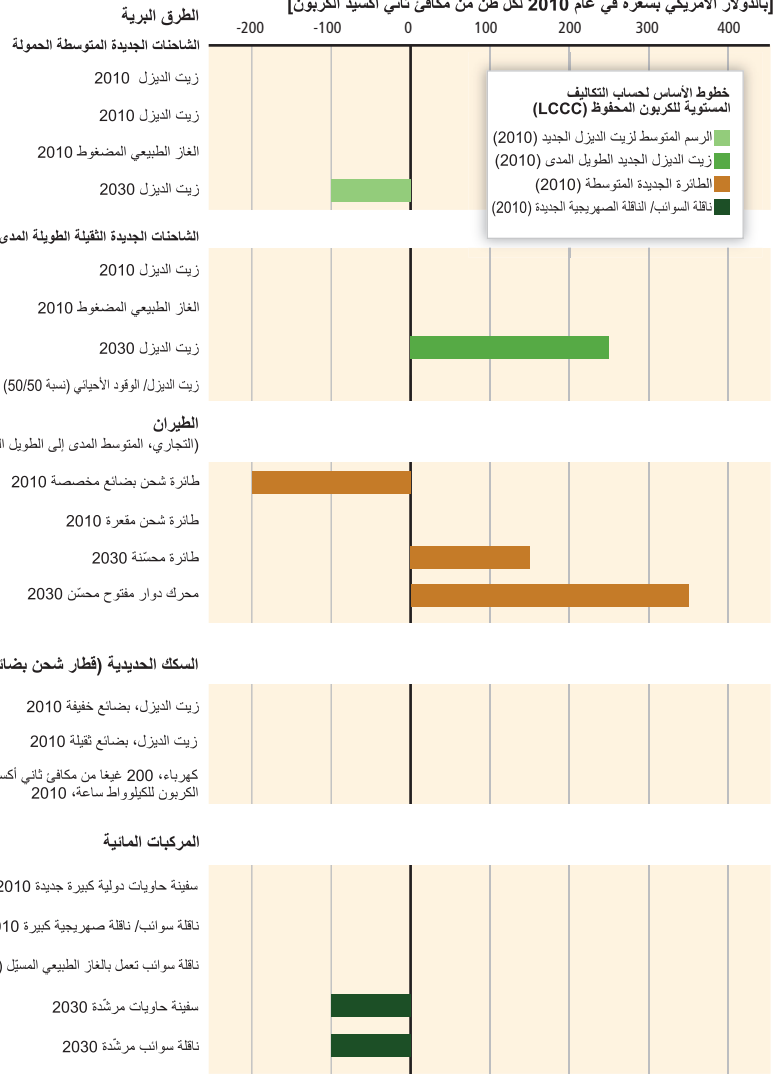 [بالدولار الأمريكي بسعره في عام 2010 لكل طن من مكافئ ثاني أكسيد الكربون]
-200 -100 0 100 200 300 400
الطرق البرية
الشاحنات الجديدة المتوسطة الحمولة
زيت الديزل 2010
زيت الديزل 2010
الغاز الطبيعي المضغوط 2010
زيت الديزل 2030
خطوط الأساس لحساب التكاليف
المستوية للكربون المحفوظ (LCCC)
الرسم المتوسط لزيت الديزل الجديد (2010)
زيت الديزل الجديد الطويل المدى (2010)
الطائرة الجديدة المتوسطة (2010)
ناقلة السوائب/ الناقلة الصهريجية الجديدة (2010)
الشاحنات الجديدة الثقيلة الطويلة المدى
زيت الديزل 2010
الغاز الطبيعي المضغوط 2010
زيت الديزل 2030
زيت الديزل/ الوقود الأحيائي (نسبة 50/50)
الطيران
(التجاري، المتوسط المدى إلى الطويل
طائرة شحن بضائع مخصصة 2010
طائرة شحن مقعرة 2010
طائرة محسّنة 2030
محرك دوار مفتوح محسّن 2030
السكك الحديدية (قطار شحن
زيت الديزل، بضائع خفيفة 2010
زيت الديزل، بضائع ثقيلة 2010
كهرباء، 200 غيغا من مكافئ ثاني
الكربون للكيلوواط ساعة، 2010
المركبات المائية
سفينة حاويات دولية كبيرة جديدة 2010
ناقلة سوائب/ ناقلة صهريجية كبيرة
ناقلة سوائب تعمل بالغاز الطبيعي المسيّل
سفينة حاويات مرشّدة 2030
ناقلة سوائب مرشّدة 2030